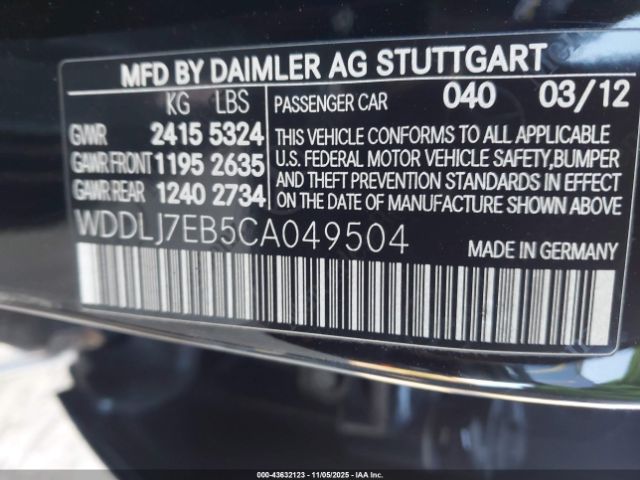 MFD BY DAIMLER AG STUTTGART
KG LBS PASSENGER CAR 040 03/12
GVWR 2415 5324
GAWR FRONT 1195 2635
GAWR REAR 1240 2734
THIS VEHICLE CONFORMS TO ALL APPLICABLE
U.S. FEDERAL MOTOR VEHICLE SAFETY,BUMPER
AND THEFT PREVENTION STANDARDS IN EFFECT
ON THE DATE OF MANUFACTURE SHOWN ABOVE.
WDDLJ7EB5CA049504 MADE IN GERMANY
000-43632123 - 11/05/2025 - IAA Inc.